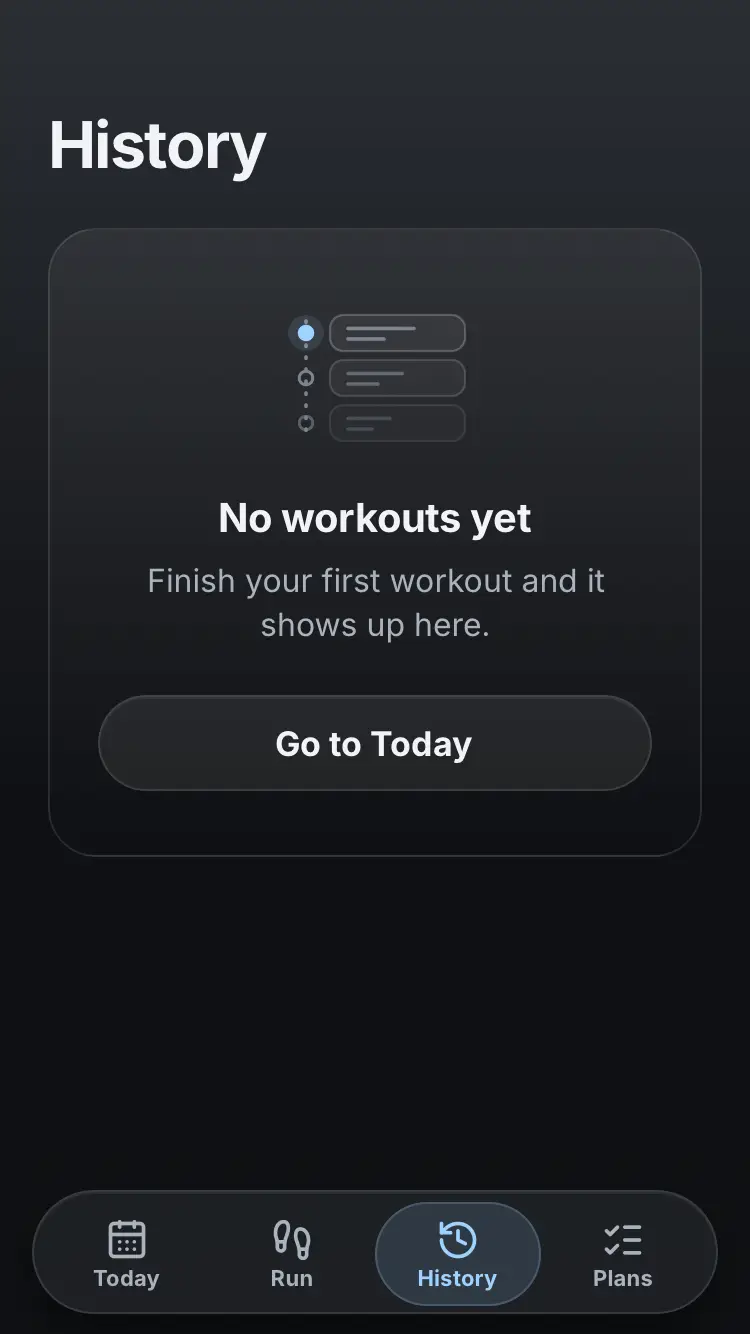 History
No workouts yet
Finish your first workout and it
shows up here.
Go to Today
Today
Run
History
Plans